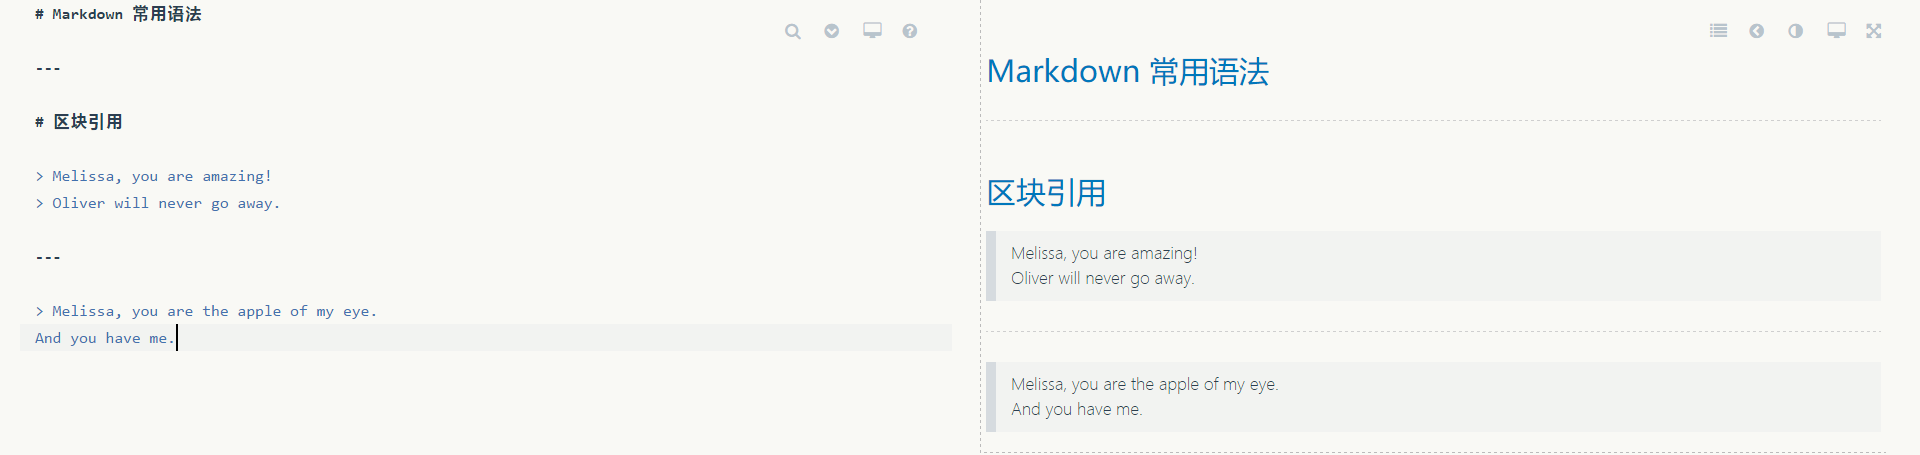 # Markdown 常用语法
---
# 区块引用
> Melissa, you are amazing!
> Oliver will never go away.
---
> Melissa, you are the apple of my eye.
And you have me.
Markdown 常用语法
区块引用
Melissa, you are amazing!
Oliver will never go away.
Melissa, you are the apple of my eye.
And you have me.